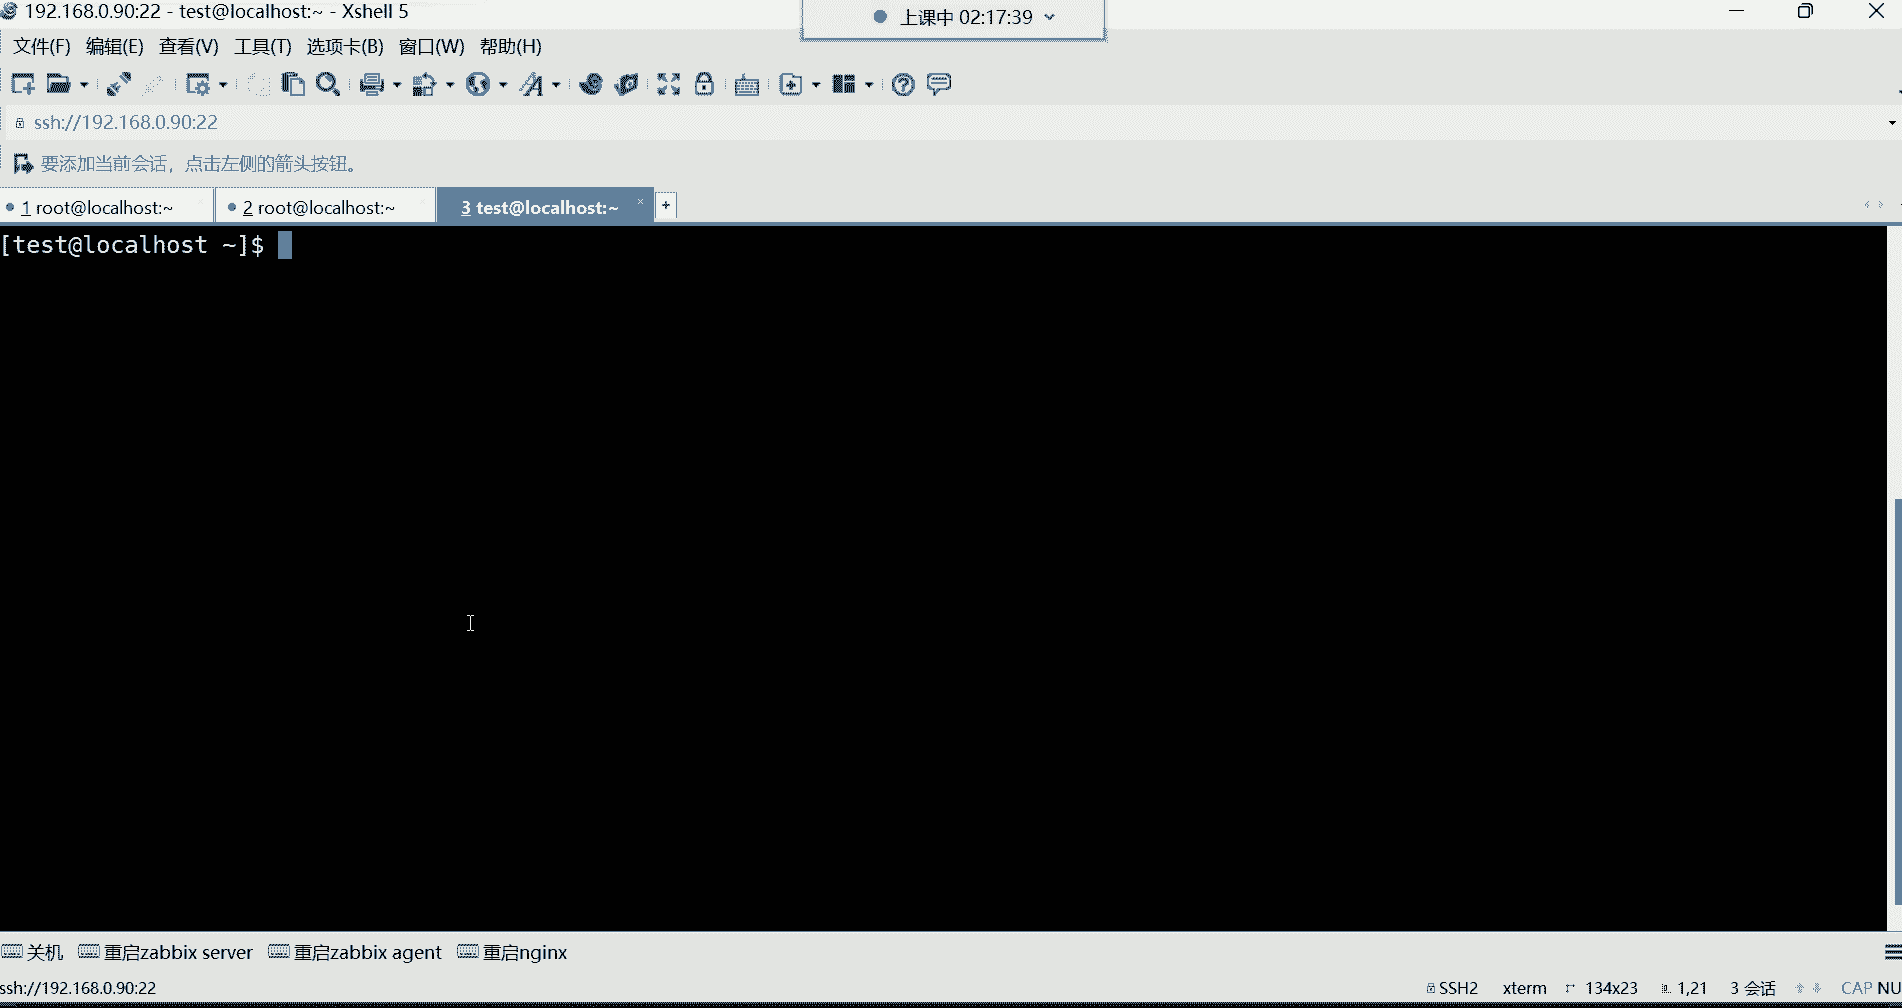 192.168.0.90:22 - test@localhost:~ - Xshell 5
上课中 02:17:39
文件(F) 编辑(E) 查看(V) 工具(T) 选项卡(B) 窗口(W) 帮助(H)
ssh://192.168.0.90:22
要添加当前会话，点击左侧的箭头按钮。
1 root@localhost:~ 2 root@localhost:~ 3 test@localhost:~ × +
[test@localhost ~]$
关机 重启zabbix server 重启zabbix agent 重启nginx
ssh://192.168.0.90:22 SSH2 xterm 134x23 1,21 3 会话 CAP NU